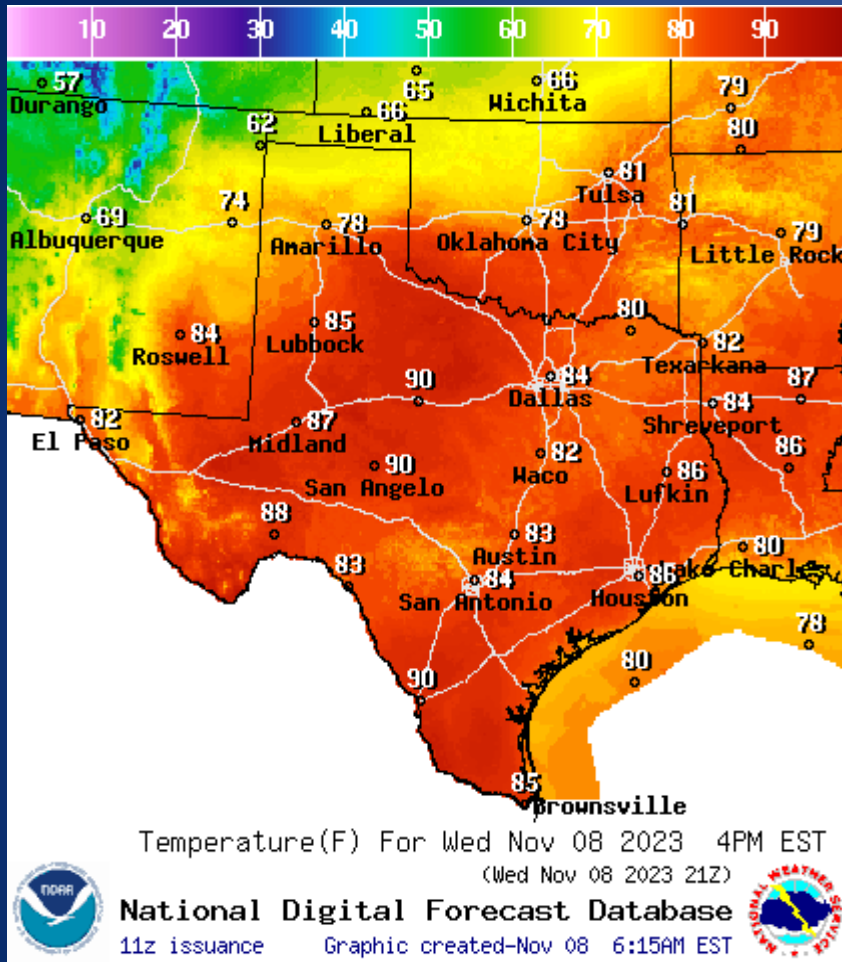 10 20 30 40 50 60 70 80 90
57
Durango
65
66
Wichita
66
Liberal
79
80
62
81
Tulsa
69
Albuquerque
74
78
Amarillo
78
Oklahoma City
81
79
Little Rock
84
Roswell
85
Lubbock
80
82
Texarkana
90
84
Dallas
84
Shreveport
87
82
El Paso
87
Midland
90
San Angelo
82
Waco
86
Lufkin
86
88
83
Austin
80
Lake Charles
83
84
San Antonio
86
Houston
78
80
90
85
Brownsville
Temperature(F) For Wed Nov 08 2023 4PM EST
(Wed Nov 08 2023 21Z)
National Digital Forecast Database
11z issuance Graphic created-Nov 08 6:15AM EST
NOAA
NATIONAL WEATHER SERVICE